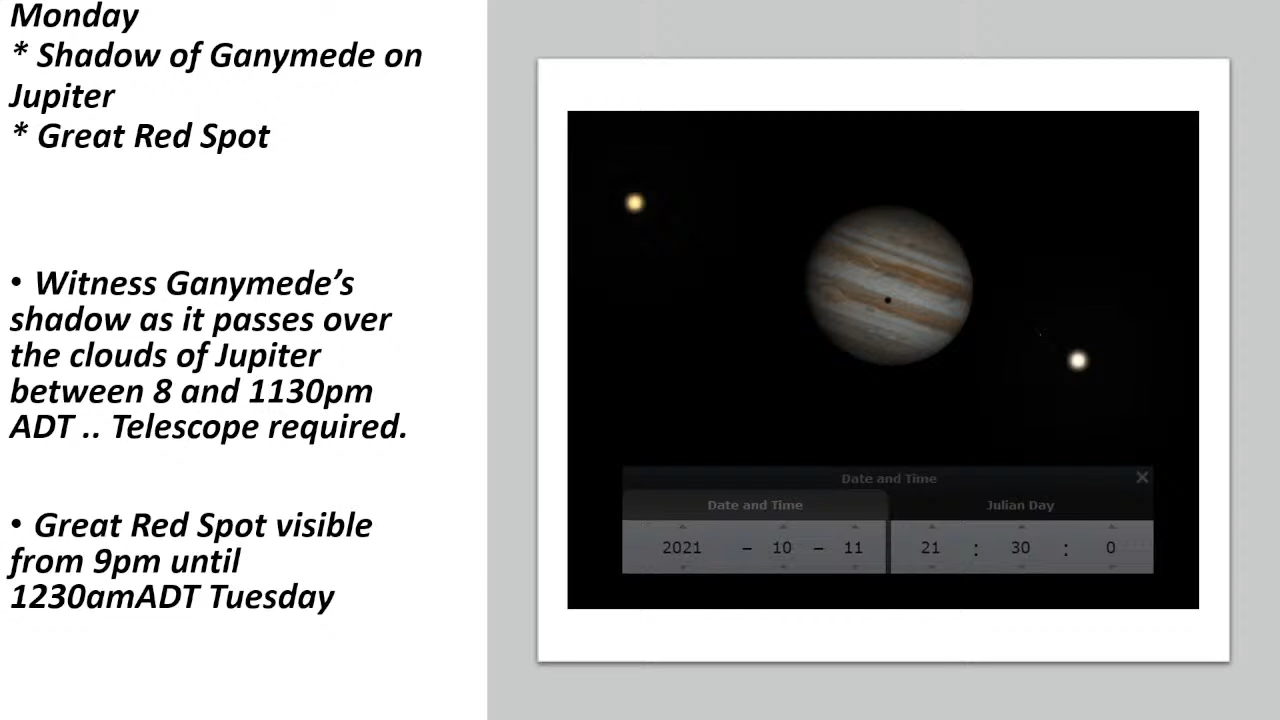 Monday
* Shadow of Ganymede on
Jupiter
* Great Red Spot
• Witness Ganymede’s
shadow as it passes over
the clouds of Jupiter
between 8 and 1130pm
ADT .. Telescope required.
• Great Red Spot visible
from 9pm until
1230amADT Tuesday
Date and Time
Date and Time Julian Day
2021 – 10 – 11 21 : 30 : 0